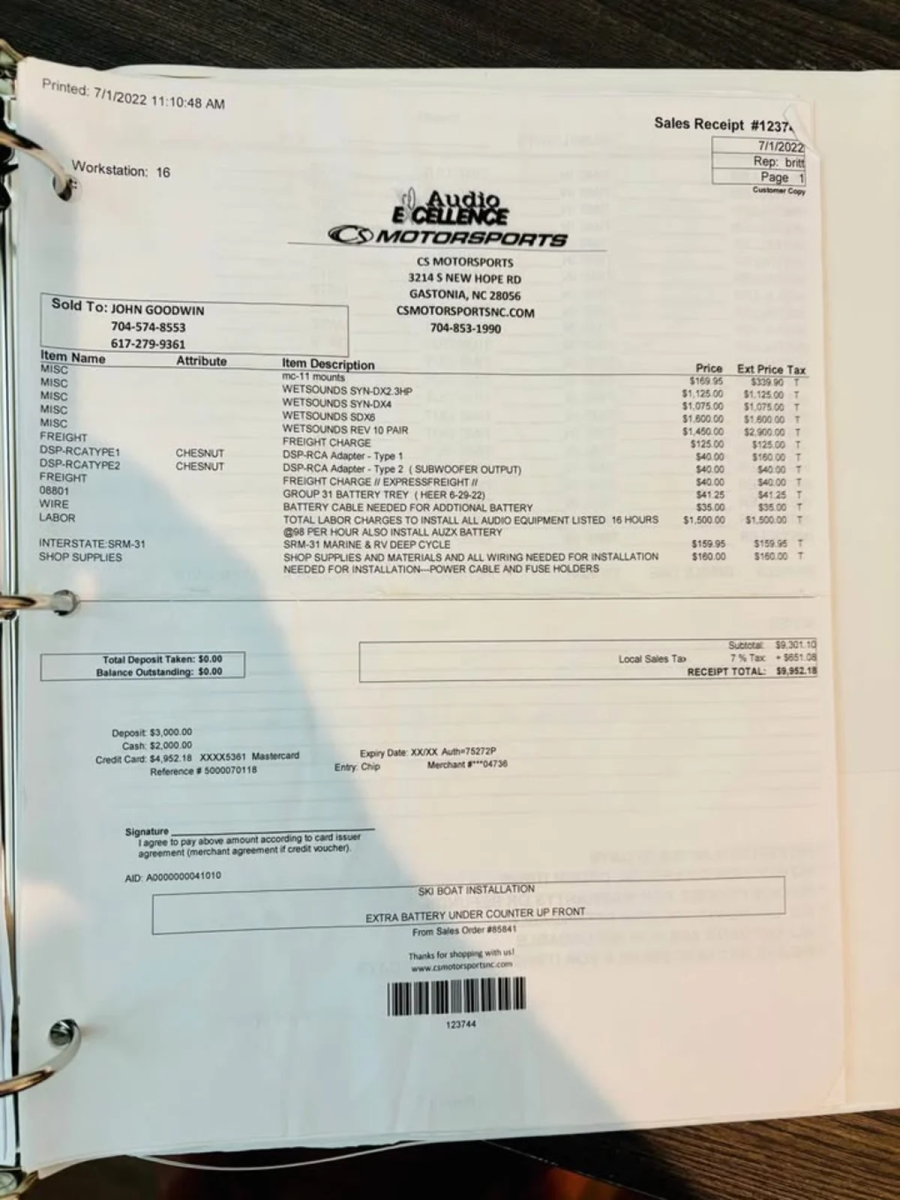 Printed: 7/1/2022 11:10:48 AM
Sales Receipt #12374
7/1/2022
Workstation: 16
Rep: britt
Page 1
Customer Copy
Audio
EXCELLENCE
CS MOTORSPORTS
CS MOTORSPORTS
3214 S NEW HOPE RD
GASTONIA, NC 28056
CSMOTORSPORTSNC.COM
704-853-1990
Sold To: JOHN GOODWIN
704-574-8553
617-279-9361
Item Name Attribute Item Description Price Ext Price Tax
MISC mc-11 mounts $169.95 $339.90 T
MISC WETSOUNDS SYN-DX2.3HP $1,125.00 $1,125.00 T
MISC WETSOUNDS SYN-DX4 $1,075.00 $1,075.00 T
MISC WETSOUNDS SDX6 $1,600.00 $1,600.00 T
MISC WETSOUNDS REV 10 PAIR $1,450.00 $2,900.00 T
FREIGHT FREIGHT CHARGE $125.00 $125.00 T
DSP-RCATYPE1 CHESNUT DSP-RCA Adapter - Type 1 $40.00 $160.00 T
DSP-RCATYPE2 CHESNUT DSP-RCA Adapter - Type 2 ( SUBWOOFER OUTPUT) $40.00 $40.00 T
FREIGHT FREIGHT CHARGE // EXPRESSFREIGHT // $40.00 $40.00 T
08801 GROUP 31 BATTERY TREY ( HEER 6-29-22) $41.25 $41.25 T
WIRE BATTERY CABLE NEEDED FOR ADDTIONAL BATTERY $35.00 $35.00 T
LABOR TOTAL LABOR CHARGES TO INSTALL ALL AUDIO EQUIPMENT LISTED 16 HOURS $1,500.00 $1,500.00 T
@98 PER HOUR ALSO INSTALL AUZX BATTERY
INTERSTATE:SRM-31 SRM-31 MARINE & RV DEEP CYCLE $159.95 $159.95 T
SHOP SUPPLIES SHOP SUPPLIES AND MATERIALS AND ALL WIRING NEEDED FOR INSTALLATION $160.00 $160.00 T
NEEDED FOR INSTALLATION---POWER CABLE AND FUSE HOLDERS
Subtotal: $9,301.10
Total Deposit Taken: $0.00 Local Sales Tax 7 % Tax: + $651.08
Balance Outstanding: $0.00 RECEIPT TOTAL: $9,952.18
Deposit: $3,000.00
Cash: $2,000.00
Credit Card: $4,952.18 XXXX5361 Mastercard Expiry Date: XX/XX Auth=75272P
Reference # 5000070118 Entry: Chip Merchant #***04736
Signature
I agree to pay above amount according to card issuer
agreement (merchant agreement if credit voucher).
AID: A0000000041010
SKI BOAT INSTALLATION
EXTRA BATTERY UNDER COUNTER UP FRONT
From Sales Order #85841
Thanks for shopping with us!
www.csmotorsportsnc.com
123744